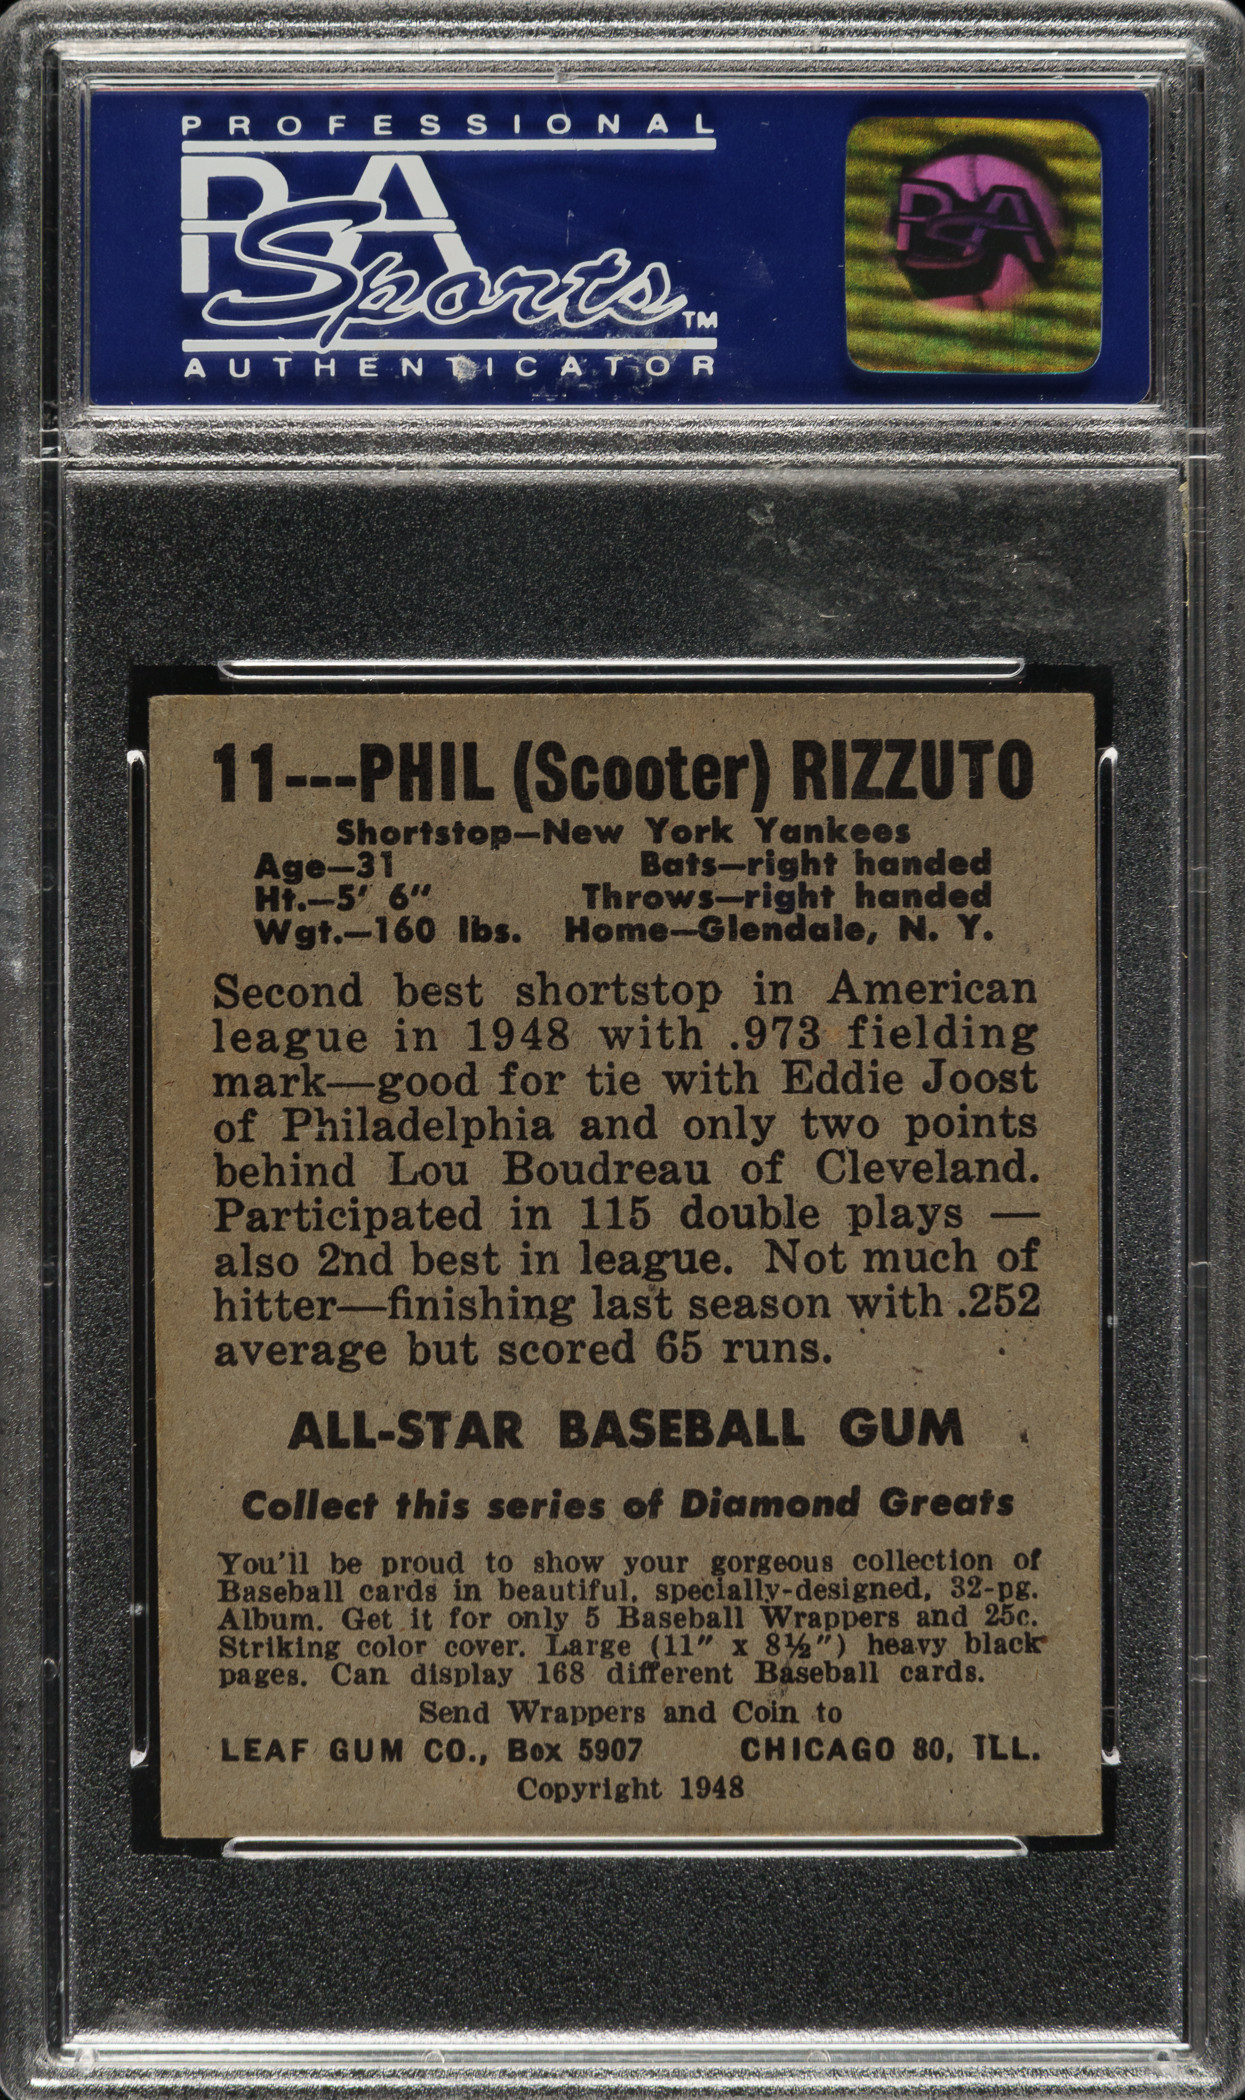 PROFESSIONAL
PSA
Sports TM
AUTHENTICATOR
PSA
11---PHIL (Scooter) RIZZUTO
Shortstop—New York Yankees
Age—31 Bats—right handed
Ht.—5' 6" Throws—right handed
Wgt.—160 lbs. Home—Glendale, N. Y.
Second best shortstop in American
league in 1948 with .973 fielding
mark—good for tie with Eddie Joost
of Philadelphia and only two points
behind Lou Boudreau of Cleveland.
Participated in 115 double plays —
also 2nd best in league. Not much of
hitter—finishing last season with .252
average but scored 65 runs.
ALL-STAR BASEBALL GUM
Collect this series of Diamond Greats
You'll be proud to show your gorgeous collection of
Baseball cards in beautiful, specially-designed, 32-pg.
Album. Get it for only 5 Baseball Wrappers and 25c.
Striking color cover. Large (11" x 8½") heavy black
pages. Can display 168 different Baseball cards.
Send Wrappers and Coin to
LEAF GUM CO., Box 5907 CHICAGO 80, ILL.
Copyright 1948